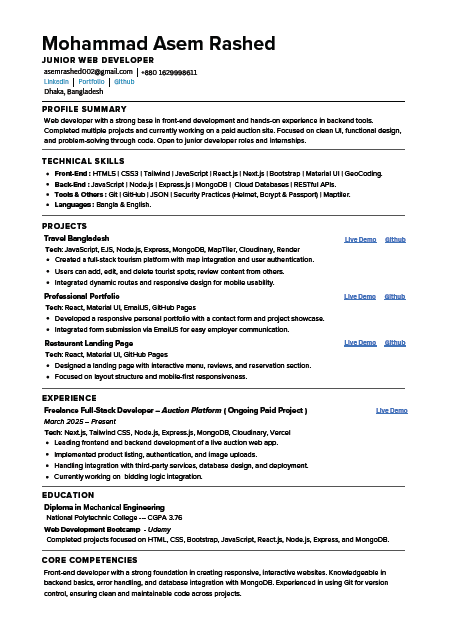 Mohammad Asem Rashed
JUNIOR WEB DEVELOPER
asemrashed002@gmail.com | +880 1629998611
LinkedIn | Portfolio | Github
Dhaka, Bangladesh
PROFILE SUMMARY
Web developer with a strong base in front-end development and hands-on experience in backend tools.
Completed multiple projects and currently working on a paid auction site. Focused on clean UI, functional design,
and problem-solving through code. Open to junior developer roles and internships.
TECHNICAL SKILLS
• Front-End : HTML5 | CSS3 | Tailwind | JavaScript | React.js | Next.js | Bootstrap | Material UI | GeoCoding.
• Back-End : JavaScript | Node.js | Express.js | MongoDB | Cloud Databases | RESTful APIs.
• Tools & Others : Git | GitHub | JSON | Security Practices (Helmet, Bcrypt & Passport) | Maptiler.
• Languages : Bangla & English.
PROJECTS
Travel Bangladesh Live Demo Github
Tech: JavaScript, EJS, Node.js, Express, MongoDB, MapTiler, Cloudinary, Render
• Created a full-stack tourism platform with map integration and user authentication.
• Users can add, edit, and delete tourist spots; review content from others.
• Integrated dynamic routes and responsive design for mobile usability.
Professional Portfolio Live Demo Github
Tech: React, Material UI, EmailJS, GitHub Pages
• Developed a responsive personal portfolio with a contact form and project showcase.
• Integrated form submission via EmailJS for easy employer communication.
Restaurant Landing Page Live Demo Github
Tech: React, Material UI, GitHub Pages
• Designed a landing page with interactive menu, reviews, and reservation section.
• Focused on layout structure and mobile-first responsiveness.
EXPERIENCE
Freelance Full-Stack Developer – Auction Platform ( Ongoing Paid Project ) Live Demo
March 2025 – Present
Tech: Next.js, Tailwind CSS, Node.js, Express.js, MongoDB, Cloudinary, Vercel
• Leading frontend and backend development of a live auction web app.
• Implemented product listing, authentication, and image uploads.
• Handling integration with third-party services, database design, and deployment.
• Currently working on bidding logic integration.
EDUCATION
Diploma in Mechanical Engineering
National Polytechnic College -– CGPA 3.76
Web Development Bootcamp - Udemy
Completed projects focused on HTML, CSS, Bootstrap, JavaScript, React.js, Node.js, Express, and MongoDB.
CORE COMPETENCIES
Front-end developer with a strong foundation in creating responsive, interactive websites. Knowledgeable in
backend basics, error handling, and database integration with MongoDB. Experienced in using Git for version
control, ensuring clean and maintainable code across projects.